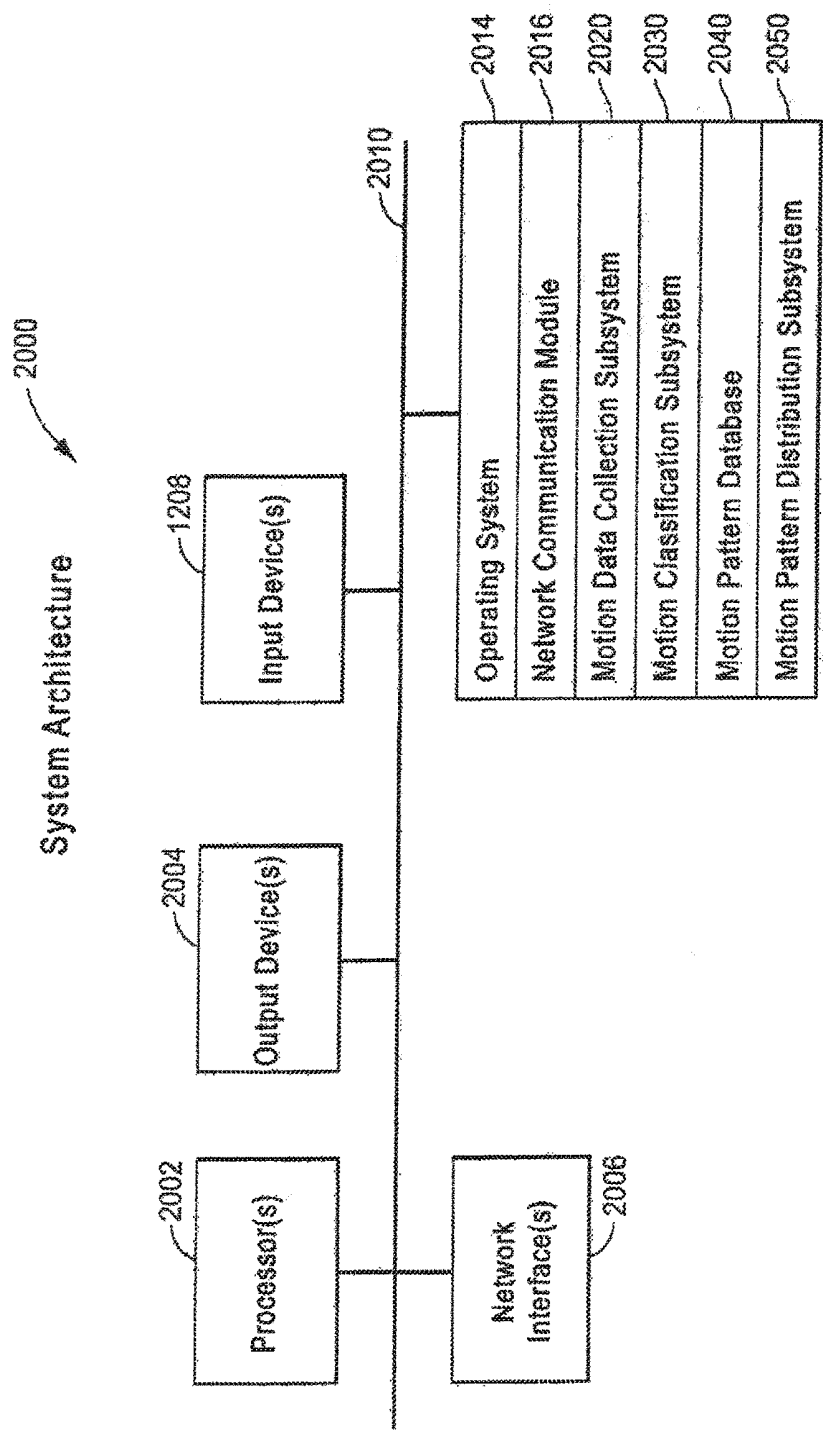 System Architecture
2000
2002
Processor(s)
2004
Output Device(s)
1208
Input Device(s)
2010
Network
Interface(s)
2006
Operating System
2014
Network Communication Module
2016
Motion Data Collection Subsystem
2020
Motion Classification Subsystem
2030
Motion Pattern Database
2040
Motion Pattern Distribution Subsystem
2050